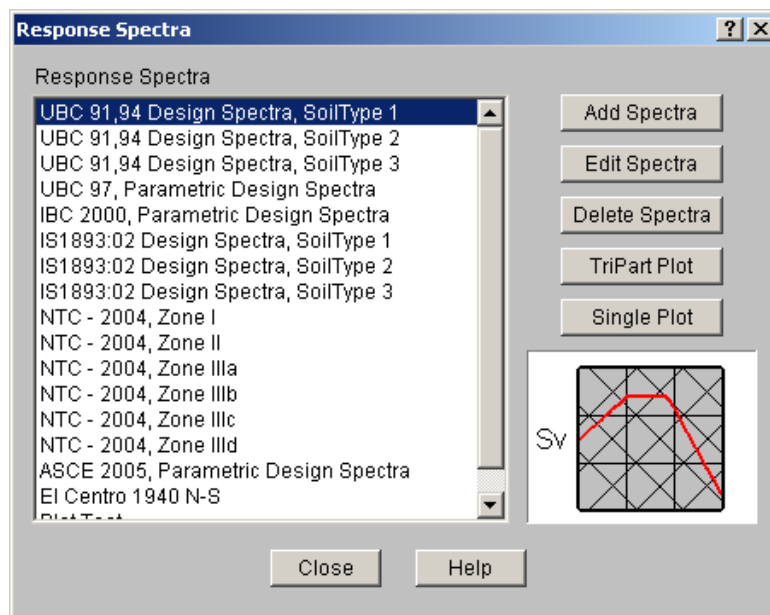 Response Spectra
Response Spectra
UBC 91,94 Design Spectra, SoilType 1
UBC 91,94 Design Spectra, SoilType 2
UBC 91,94 Design Spectra, SoilType 3
UBC 97, Parametric Design Spectra
IBC 2000, Parametric Design Spectra
IS1893:02 Design Spectra, SoilType 1
IS1893:02 Design Spectra, SoilType 2
IS1893:02 Design Spectra, SoilType 3
NTC - 2004, Zone I
NTC - 2004, Zone II
NTC - 2004, Zone IIIa
NTC - 2004, Zone IIIb
NTC - 2004, Zone IIIc
NTC - 2004, Zone IIId
ASCE 2005, Parametric Design Spectra
El Centro 1940 N-S
Add Spectra
Edit Spectra
Delete Spectra
TriPart Plot
Single Plot
Sv
Close
Help